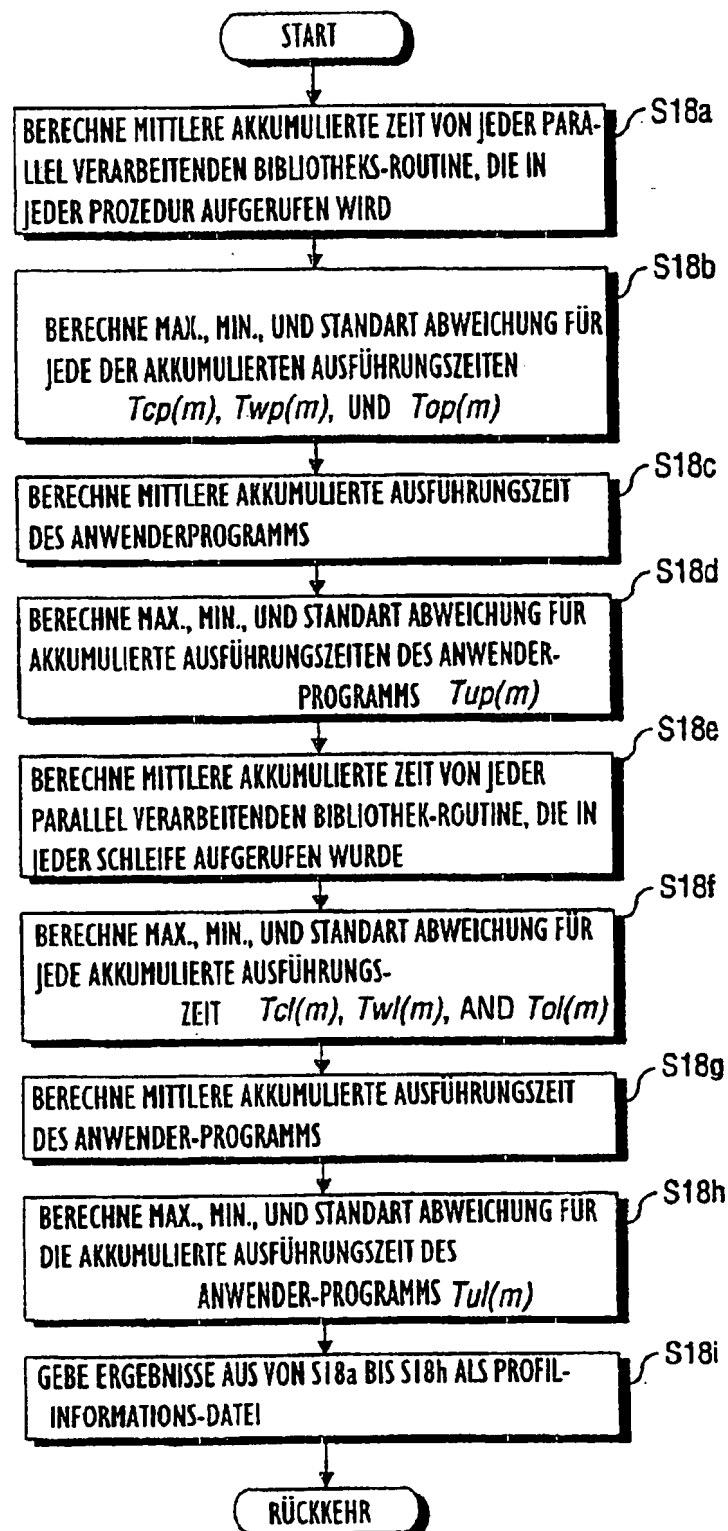 START
S18a
BERECHNE MITTLERE AKKUMULIERTE ZEIT VON JEDER PARA-
LLEL VERARBEITENDEN BIBLIOTHEKS-ROUTINE, DIE IN
JEDER PROZEDUR AUFGERUFEN WIRD
S18b
BERECHNE MAX., MIN., UND STANDART ABWEICHUNG FÜR
JEDE DER AKKUMULIERTEN AUSFÜHRUNGSZEITEN
Tcp(m), Twp(m), UND Top(m)
S18c
BERECHNE MITTLERE AKKUMULIERTE AUSFÜHRUNGSZEIT
DES ANWENDERPROGRAMMS
S18d
BERECHNE MAX., MIN., UND STANDART ABWEICHUNG FÜR
AKKUMULIERTE AUSFÜHRUNGSZEITEN DES ANWENDER-
PROGRAMMS Tup(m)
S18e
BERECHNE MITTLERE AKKUMULIERTE ZEIT VON JEDER
PARALLEL VERARBEITENDEN BIBLIOTHEK-ROUTINE, DIE IN
JEDER SCHLEIFE AUFGERUFEN WURDE
S18f
BERECHNE MAX., MIN., UND STANDART ABWEICHUNG FÜR
JEDE AKKUMULIERTE AUSFÜHRUNGS-
ZEIT Tcl(m), Twl(m), AND Tol(m)
S18g
BERECHNE MITTLERE AKKUMULIERTE AUSFÜHRUNGSZEIT
DES ANWENDER-PROGRAMMS
S18h
BERECHNE MAX., MIN., UND STANDART ABWEICHUNG FÜR
DIE AKKUMULIERTE AUSFÜHRUNGSZEIT DES
ANWENDER-PROGRAMMS Tul(m)
S18i
GEBE ERGEBNISSE AUS VON S18a BIS S18h ALS PROFIL-
INFORMATIONS-DATEI
RÜCKKEHR